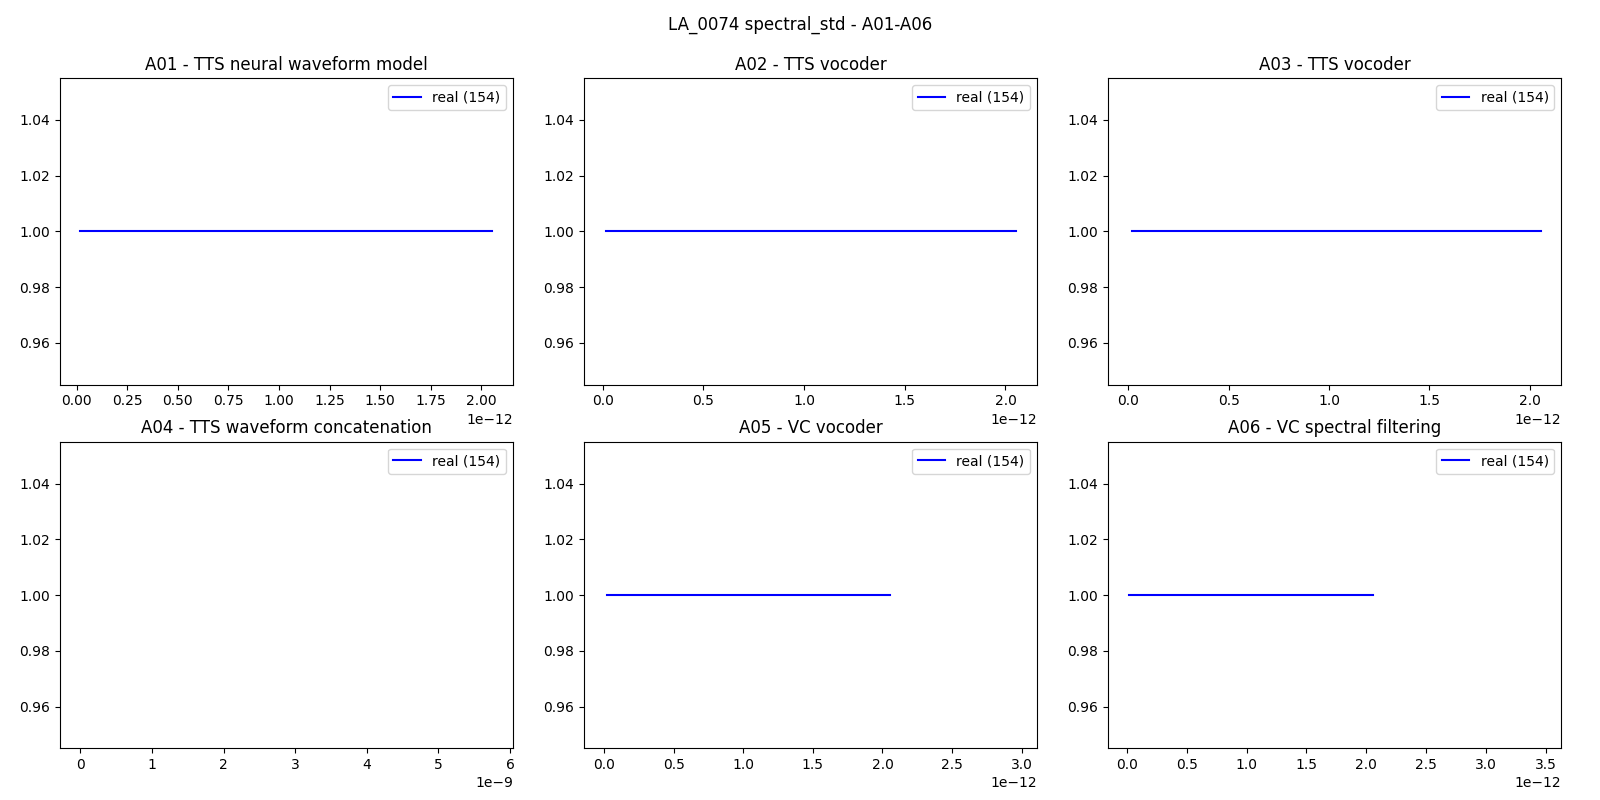 LA_0074 spectral_std - A01-A06
A01 - TTS neural waveform model
real (154)
1.04
1.02
1.00
0.98
0.96
0.00 0.25 0.50 0.75 1.00 1.25 1.50 1.75 2.00
1e−12
A02 - TTS vocoder
real (154)
1.04
1.02
1.00
0.98
0.96
0.0 0.5 1.0 1.5 2.0
1e−12
A03 - TTS vocoder
real (154)
1.04
1.02
1.00
0.98
0.96
0.0 0.5 1.0 1.5 2.0
1e−12
A04 - TTS waveform concatenation
real (154)
1.04
1.02
1.00
0.98
0.96
0 1 2 3 4 5 6
1e−9
A05 - VC vocoder
real (154)
1.04
1.02
1.00
0.98
0.96
0.0 0.5 1.0 1.5 2.0 2.5 3.0
1e−12
A06 - VC spectral filtering
real (154)
1.04
1.02
1.00
0.98
0.96
0.0 0.5 1.0 1.5 2.0 2.5 3.0 3.5
1e−12